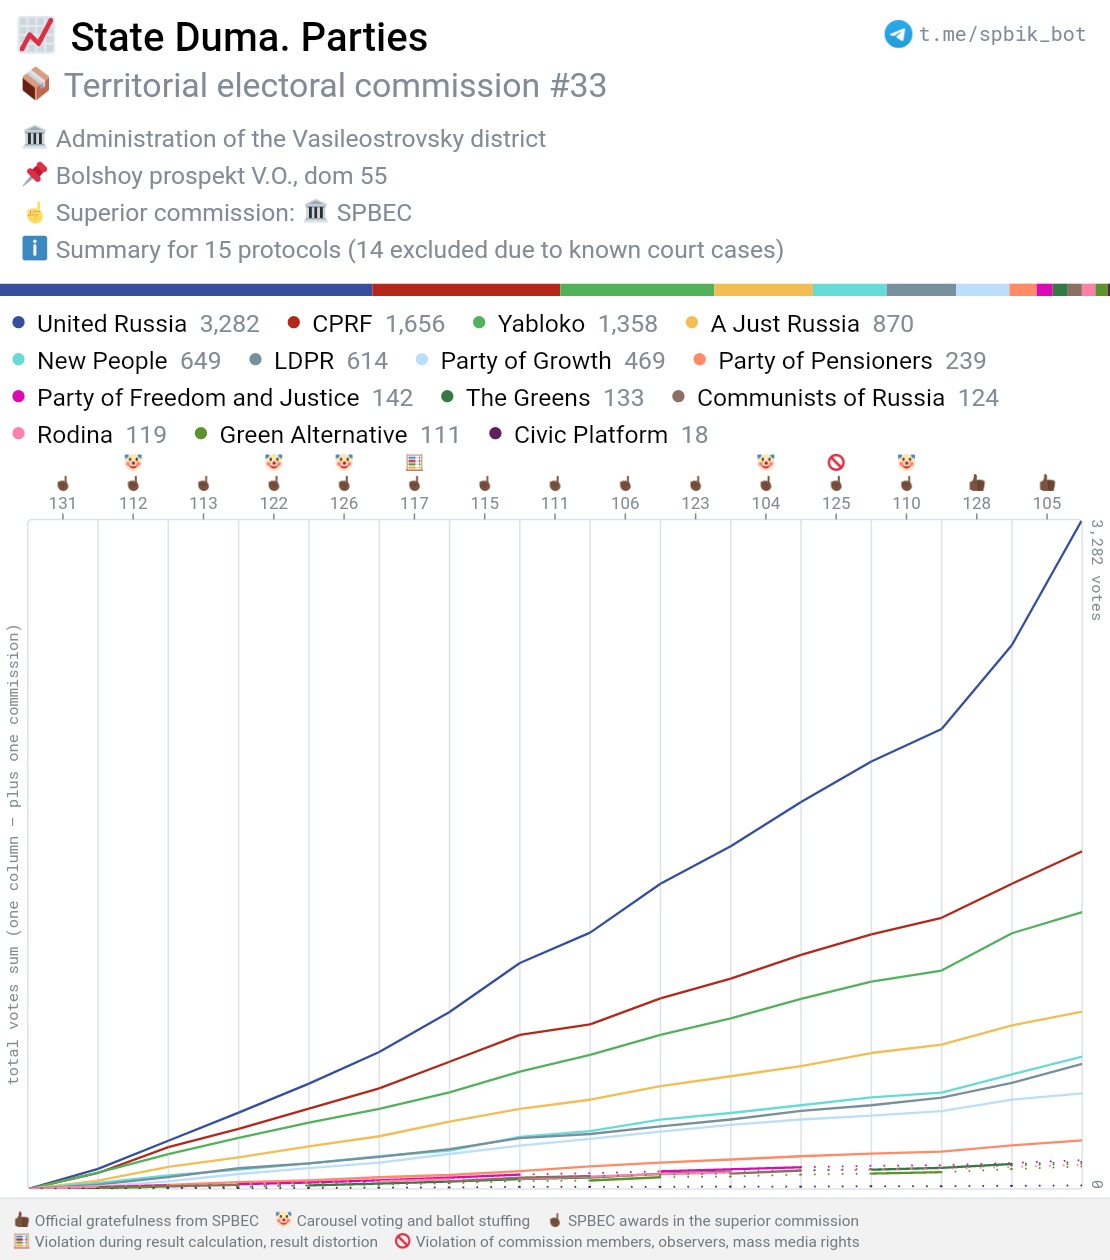 State Duma. Parties
t.me/spbik_bot
Territorial electoral commission #33
Administration of the Vasileostrovsky district
Bolshoy prospekt V.O., dom 55
Superior commission: SPBEC
Summary for 15 protocols (14 excluded due to known court cases)
United Russia 3,282 CPRF 1,656 Yabloko 1,358 A Just Russia 870
New People 649 LDPR 614 Party of Growth 469 Party of Pensioners 239
Party of Freedom and Justice 142 The Greens 133 Communists of Russia 124
Rodina 119 Green Alternative 111 Civic Platform 18
131 112 113 122 126 117 115 111 106 123 104 125 110 128 105
3,282 votes
total votes sum (one column – plus one commission)
0
Official gratefulness from SPBEC Carousel voting and ballot stuffing SPBEC awards in the superior commission
Violation during result calculation, result distortion Violation of commission members, observers, mass media rights